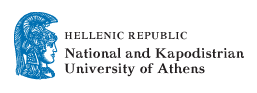 HELLENIC REPUBLIC
National and Kapodistrian
University of Athens